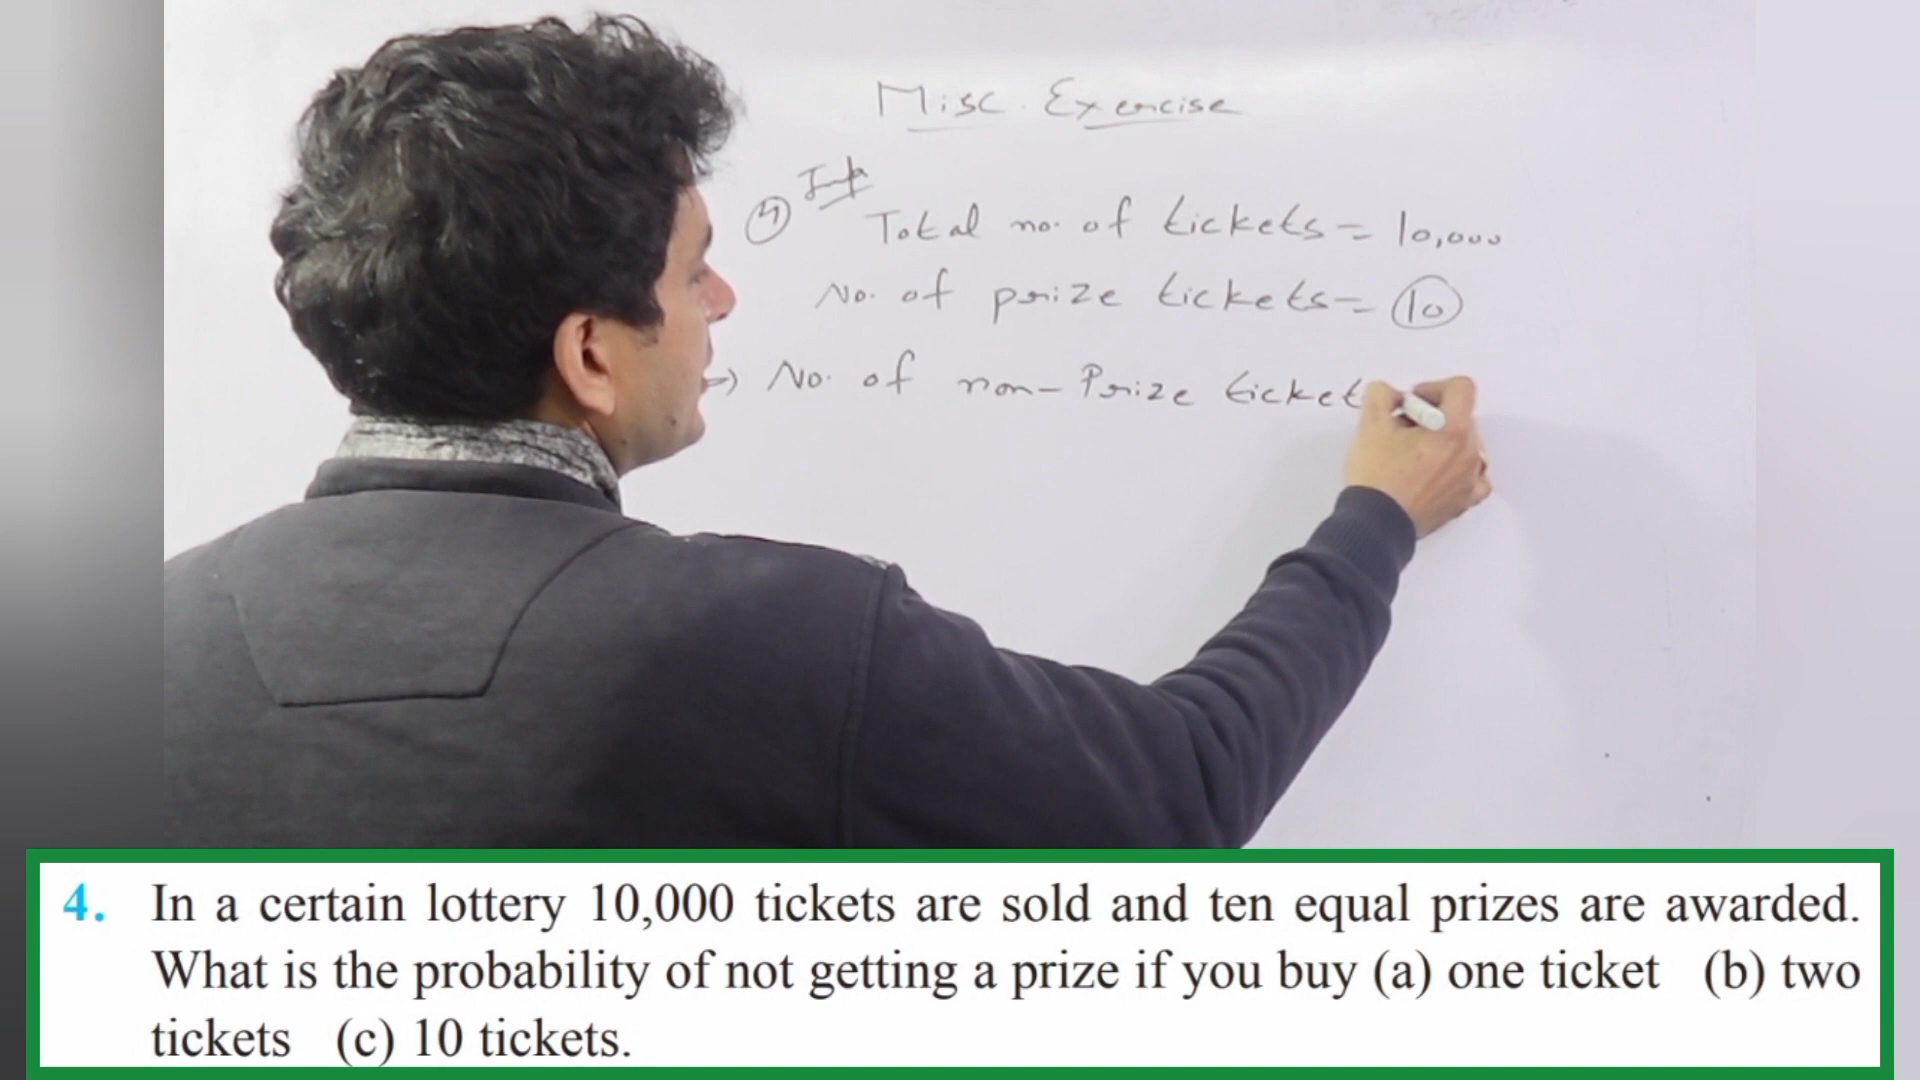 Misc. Exercise
④ Imp
Total no. of tickets = 10,000
No. of prize tickets = 10
⇒ No. of non-Prize ticket
4. In a certain lottery 10,000 tickets are sold and ten equal prizes are awarded.
What is the probability of not getting a prize if you buy (a) one ticket (b) two
tickets (c) 10 tickets.